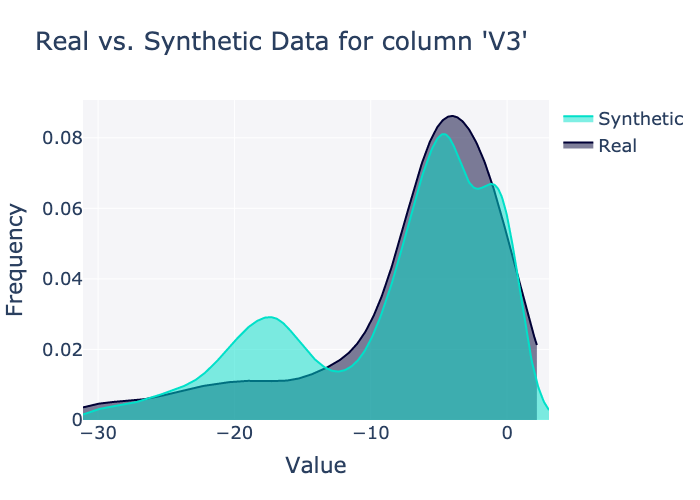 Real vs. Synthetic Data for column 'V3'
Synthetic
Real
0.08
0.06
0.04
0.02
0
Frequency
−30
−20
−10
0
Value